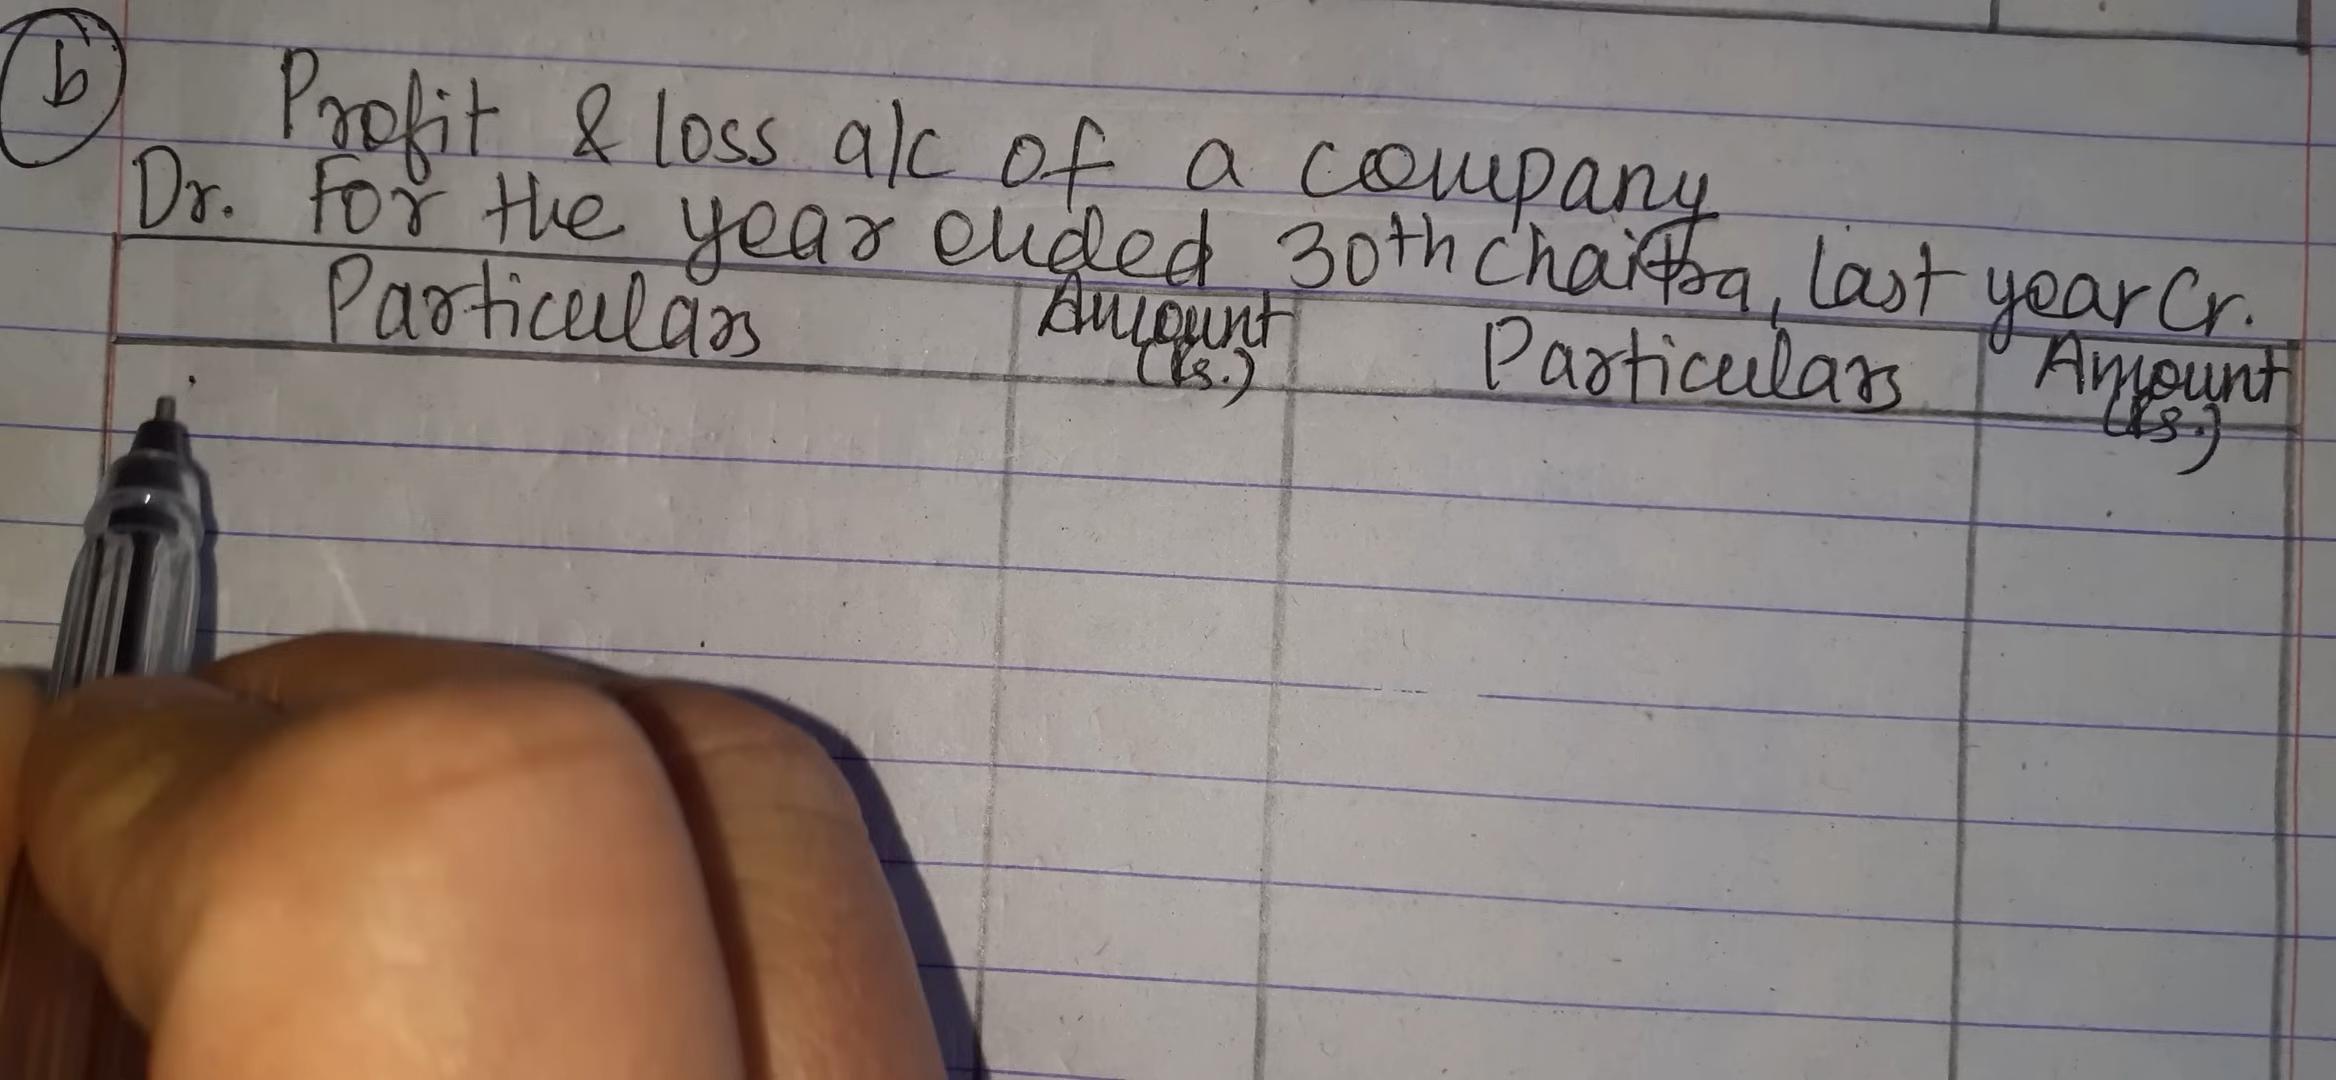 b
Profit & loss a/c of a company
Dr. For the year ended 30th chaitra, last year Cr.
Particulars Amount (Rs.) Particulars Amount (Rs.)